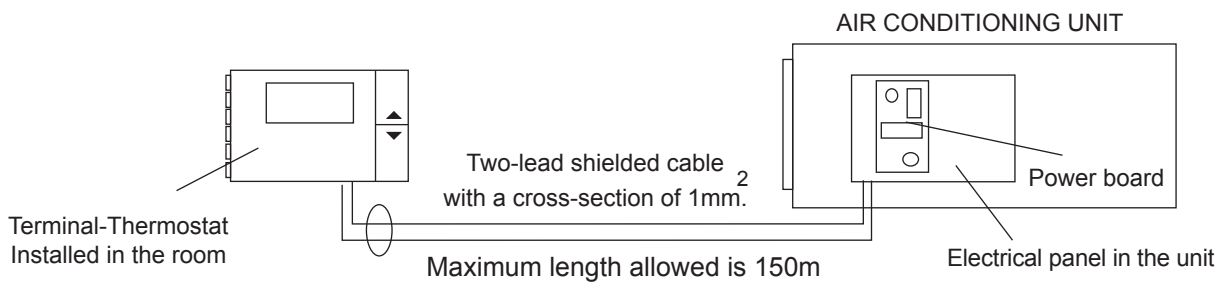 AIR CONDITIONING UNIT
Two-lead shielded cable
with a cross-section of 1mm.²
Power board
Terminal-Thermostat
Installed in the room
Maximum length allowed is 150m
Electrical panel in the unit